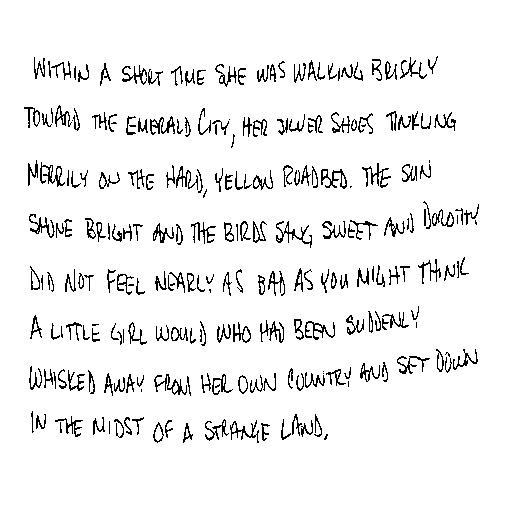 WITHIN A SHORT TIME SHE WAS WALKING BRISKLY
TOWARD THE EMERALD CITY, HER SILVER SHOES TINKLING
MERRILY ON THE HARD, YELLOW ROADBED. THE SUN
SHONE BRIGHT AND THE BIRDS SANG SWEET AND DOROTHY
DID NOT FEEL NEARLY AS BAD AS YOU MIGHT THINK
A LITTLE GIRL WOULD WHO HAD BEEN SUDDENLY
WHISKED AWAY FROM HER OWN COUNTRY AND SET DOWN
IN THE MIDST OF A STRANGE LAND.